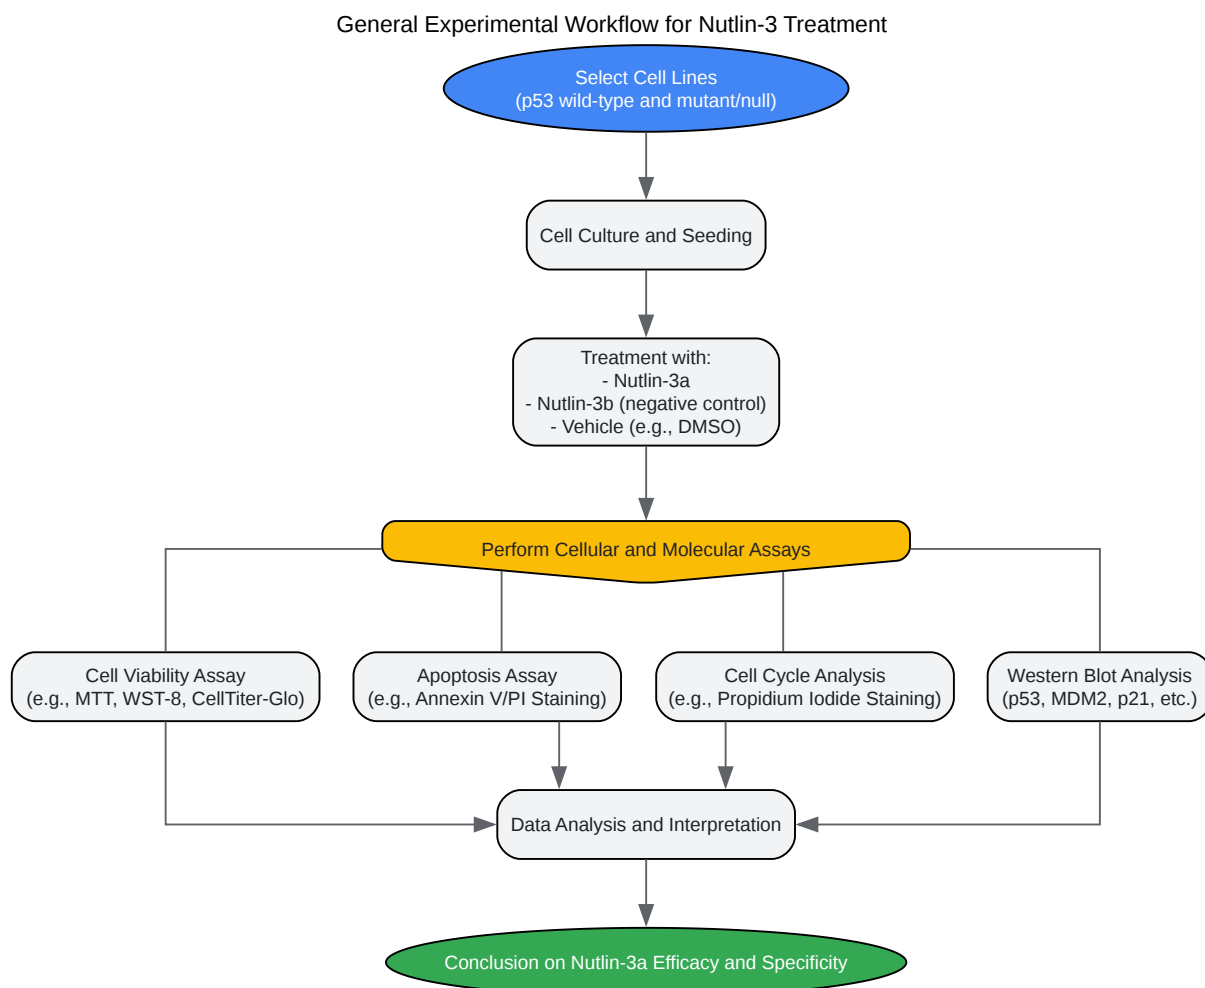 General Experimental Workflow for Nutlin-3 Treatment
Select Cell Lines
(p53 wild-type and mutant/null)
Cell Culture and Seeding
Treatment with:
- Nutlin-3a
- Nutlin-3b (negative control)
- Vehicle (e.g., DMSO)
Perform Cellular and Molecular Assays
Cell Viability Assay
(e.g., MTT, WST-8, CellTiter-Glo)
Apoptosis Assay
(e.g., Annexin V/PI Staining)
Cell Cycle Analysis
(e.g., Propidium Iodide Staining)
Western Blot Analysis
(p53, MDM2, p21, etc.)
Data Analysis and Interpretation
Conclusion on Nutlin-3a Efficacy and Specificity